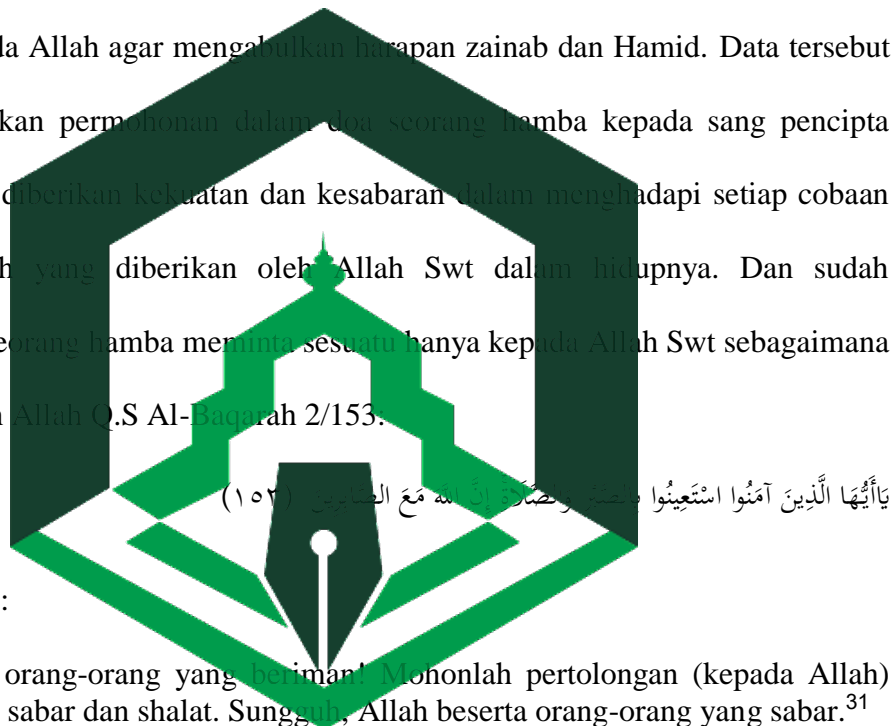 da Allah agar mengabulkan harapan zainab dan Hamid. Data tersebut
kan permohonan dalam doa seorang hamba kepada sang pencipta
diberikan kekuatan dan kesabaran dalam menghadapi setiap cobaan
h yang diberikan oleh Allah Swt dalam hidupnya. Dan sudah
eorang hamba meminta sesuatu hanya kepada Allah Swt sebagaimana
n Allah Q.S Al-Baqarah 2/153:
يَاأَيُّهَا الَّذِينَ آمَنُوا اسْتَعِينُوا بِالصَّبْرِ وَالصَّلَاةِ إِنَّ اللَّهَ مَعَ الصَّابِرِينَ
:
orang-orang yang beriman! Mohonlah pertolongan (kepada Allah)
sabar dan shalat. Sungguh, Allah beserta orang-orang yang sabar.³¹